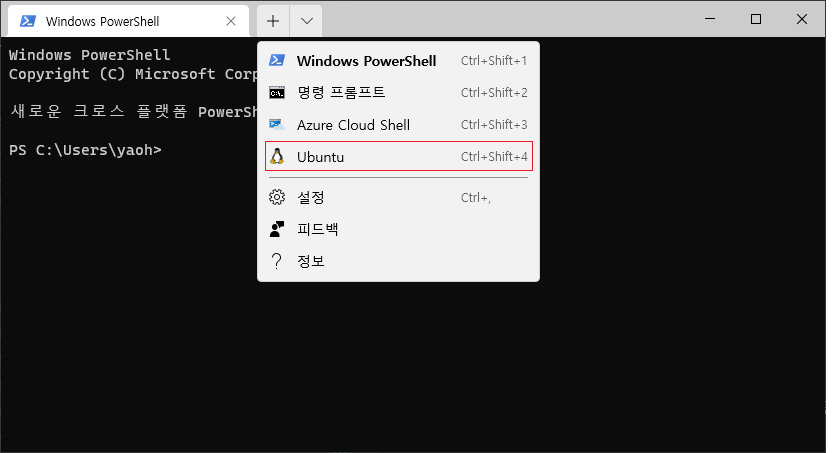 Windows PowerShell
Windows PowerShell
Copyright (C) Microsoft Corp
새로운 크로스 플랫폼 PowerSh
PS C:\Users\yaoh>
Windows PowerShell Ctrl+Shift+1
명령 프롬프트 Ctrl+Shift+2
Azure Cloud Shell Ctrl+Shift+3
Ubuntu Ctrl+Shift+4
설정 Ctrl+,
피드백
정보